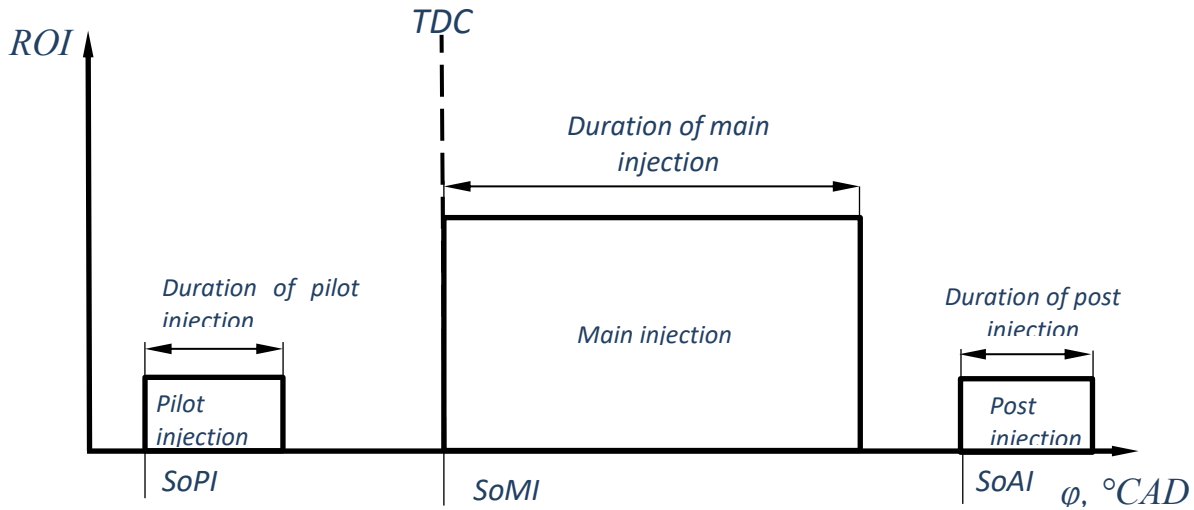 TDC
ROI
Duration of main
injection
Duration of pilot
injection
Duration of post
injection
Main injection
Pilot
injection
Post
injection
SoPI
SoMI
SoAI
φ, °CAD